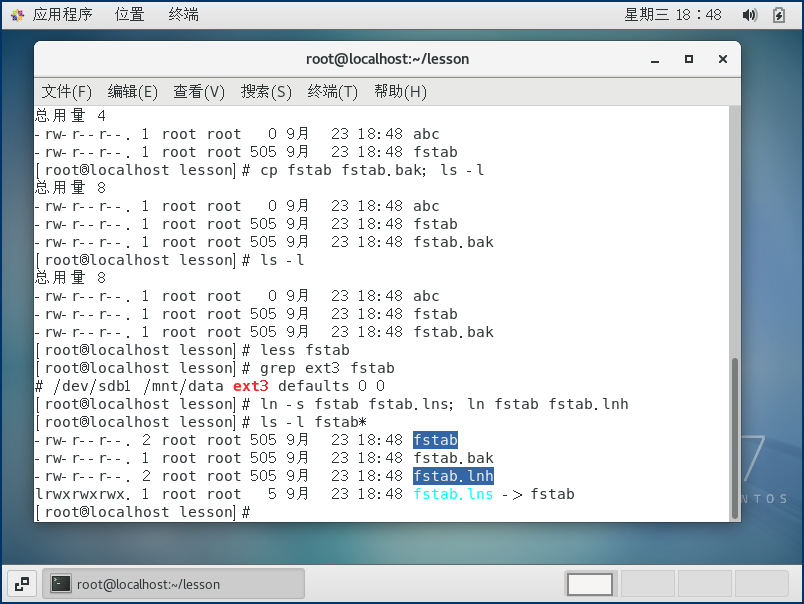 应用程序 位置 终端 星期三 18：48
root@localhost:~/lesson
文件(F) 编辑(E) 查看(V) 搜索(S) 终端(T) 帮助(H)
总用量 4
-rw-r--r--. 1 root root   0 9月  23 18:48 abc
-rw-r--r--. 1 root root 505 9月  23 18:48 fstab
[root@localhost lesson]# cp fstab fstab.bak; ls -l
总用量 8
-rw-r--r--. 1 root root   0 9月  23 18:48 abc
-rw-r--r--. 1 root root 505 9月  23 18:48 fstab
-rw-r--r--. 1 root root 505 9月  23 18:48 fstab.bak
[root@localhost lesson]# ls -l
总用量 8
-rw-r--r--. 1 root root   0 9月  23 18:48 abc
-rw-r--r--. 1 root root 505 9月  23 18:48 fstab
-rw-r--r--. 1 root root 505 9月  23 18:48 fstab.bak
[root@localhost lesson]# less fstab
[root@localhost lesson]# grep ext3 fstab
# /dev/sdb1 /mnt/data ext3 defaults 0 0
[root@localhost lesson]# ln -s fstab fstab.lns; ln fstab fstab.lnh
[root@localhost lesson]# ls -l fstab*
-rw-r--r--. 2 root root 505 9月  23 18:48 fstab
-rw-r--r--. 1 root root 505 9月  23 18:48 fstab.bak
-rw-r--r--. 2 root root 505 9月  23 18:48 fstab.lnh
lrwxrwxrwx. 1 root root   5 9月  23 18:48 fstab.lns -> fstab
[root@localhost lesson]#
7
NTOS
root@localhost:~/lesson